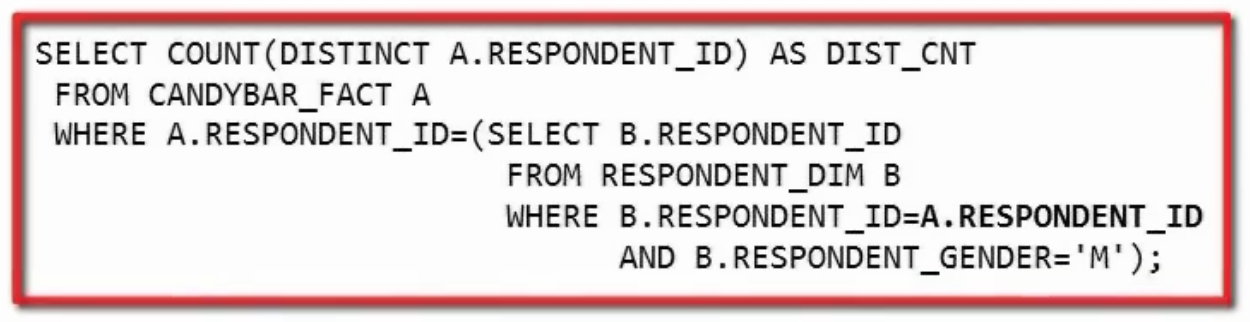 SELECT COUNT(DISTINCT A.RESPONDENT_ID) AS DIST_CNT
FROM CANDYBAR_FACT A
WHERE A.RESPONDENT_ID=(SELECT B.RESPONDENT_ID
FROM RESPONDENT_DIM B
WHERE B.RESPONDENT_ID=A.RESPONDENT_ID
AND B.RESPONDENT_GENDER='M');